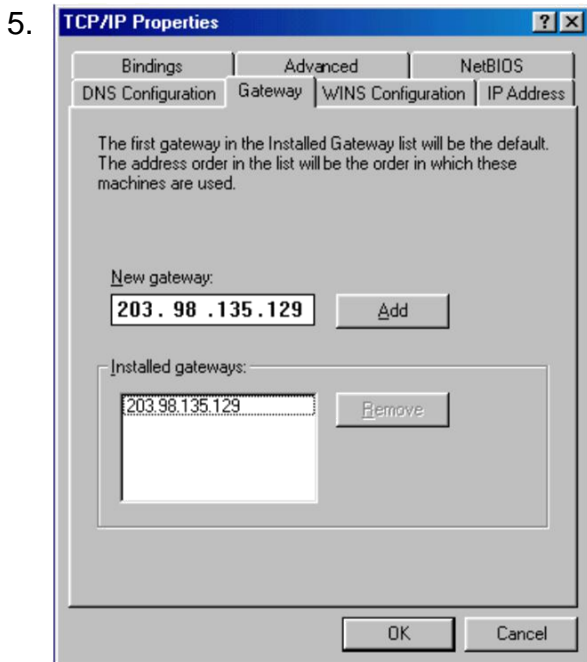 5.
TCP/IP Properties
Bindings Advanced NetBIOS
DNS Configuration Gateway WINS Configuration IP Address
The first gateway in the Installed Gateway list will be the default.
The address order in the list will be the order in which these
machines are used.
New gateway:
203. 98 .135.129 Add
Installed gateways:
203.98.135.129 Remove
OK Cancel